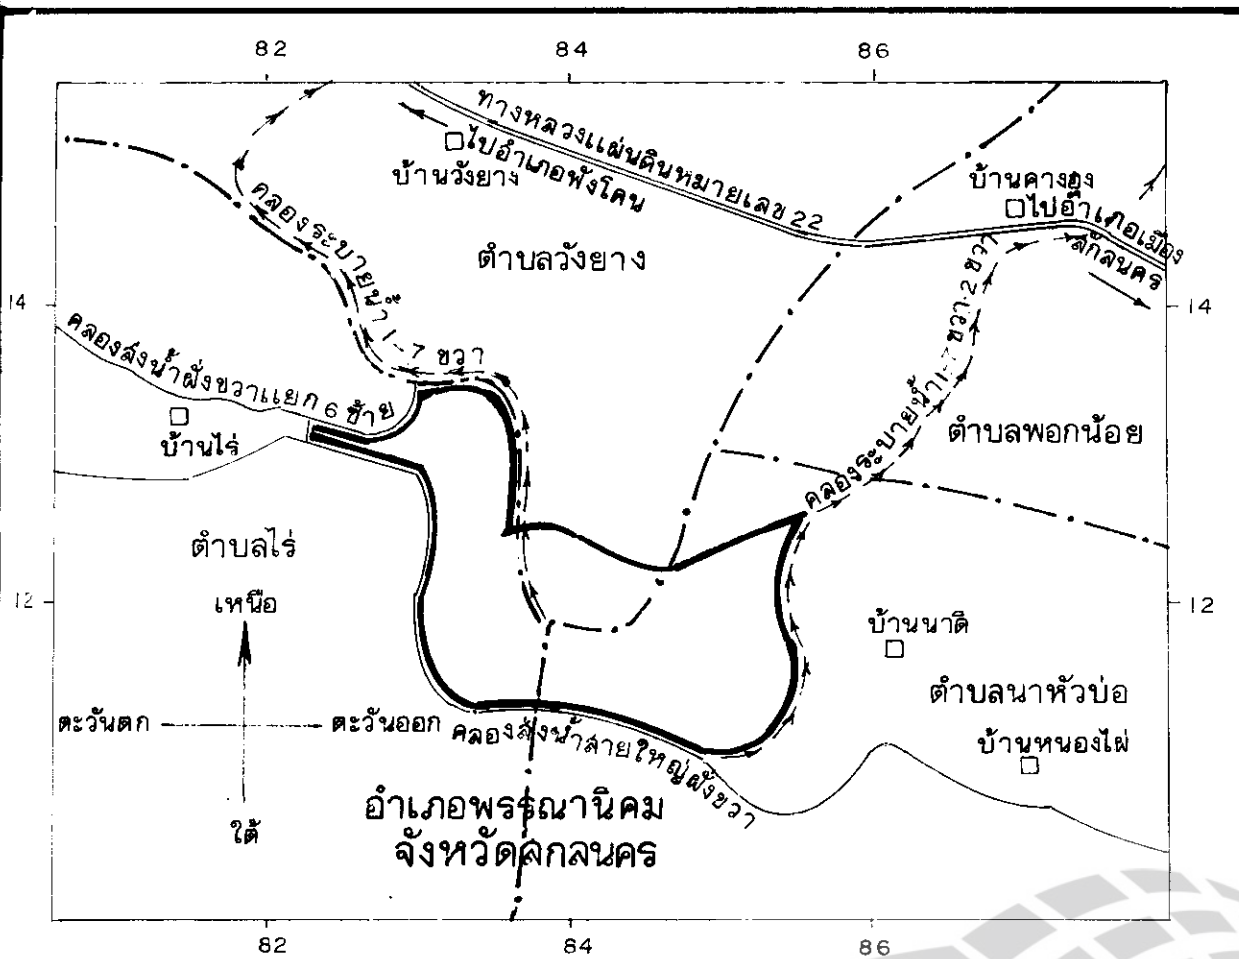 82 84 86
ทางหลวงแผ่นดินหมายเลข 22
ไปอำเภอพังโคน
บ้านวังยาง
บ้านคางฮุง
ไปอำเภอเมือง
สกลนคร
คลองระบายน้ำ 1-7 ขวา
ตำบลวังยาง
14 14
คลองส่งน้ำฝั่งขวาแยก 6 ซ้าย
บ้านไร่
คลองระบายน้ำ 1-7 ขวา-2 ขวา
ตำบลพอกน้อย
ตำบลไร่
เหนือ
12 12
บ้านนาดี
ตำบลนาหัวบ่อ
ตะวันตก ตะวันออก
คลองส่งน้ำสายใหญ่ฝั่งขวา
บ้านหนองไผ่
ใต้
อำเภอพรรณานิคม
จังหวัดสกลนคร
82 84 86